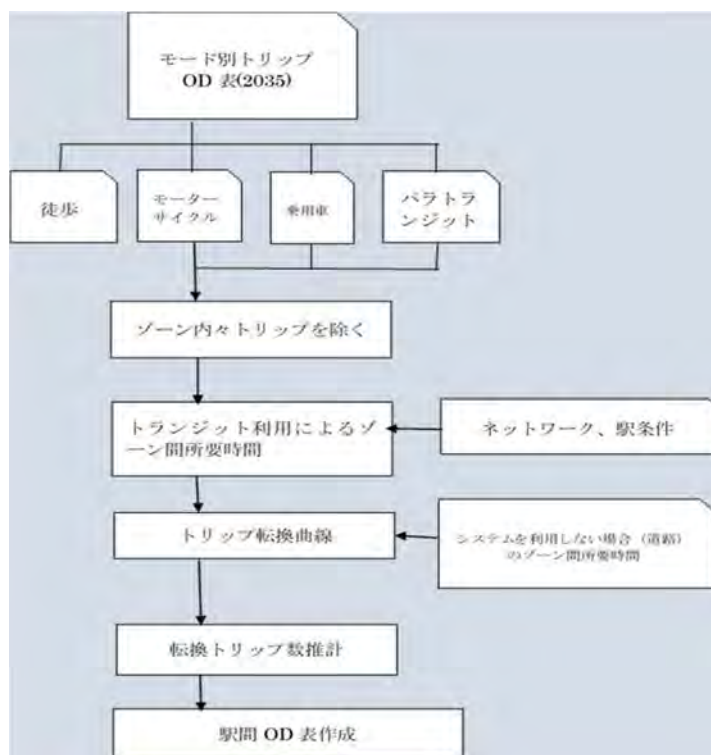 モード別トリップ
OD 表(2035)
徒歩
モーター
サイクル
乗用車
パラトラ
ンジット
ゾーン内々トリップを除く
トランジット利用によるゾ
ーン間所要時間
ネットワーク、駅条件
トリップ転換曲線
システムを利用しない場合（道路）
のゾーン間所要時間
転換トリップ数推計
駅間 OD 表作成